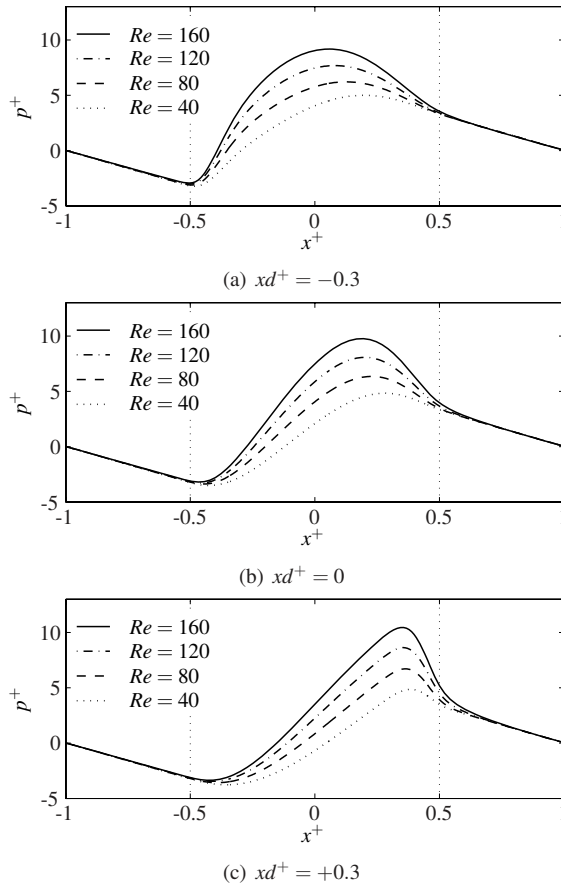 10
5
0
-5
p⁺
Re = 160
Re = 120
Re = 80
Re = 40
-1 -0.5 0 0.5 1
x⁺
(a) xd⁺ = −0.3
10
5
0
-5
p⁺
Re = 160
Re = 120
Re = 80
Re = 40
-1 -0.5 0 0.5 1
x⁺
(b) xd⁺ = 0
10
5
0
-5
p⁺
Re = 160
Re = 120
Re = 80
Re = 40
-1 -0.5 0 0.5 1
x⁺
(c) xd⁺ = +0.3